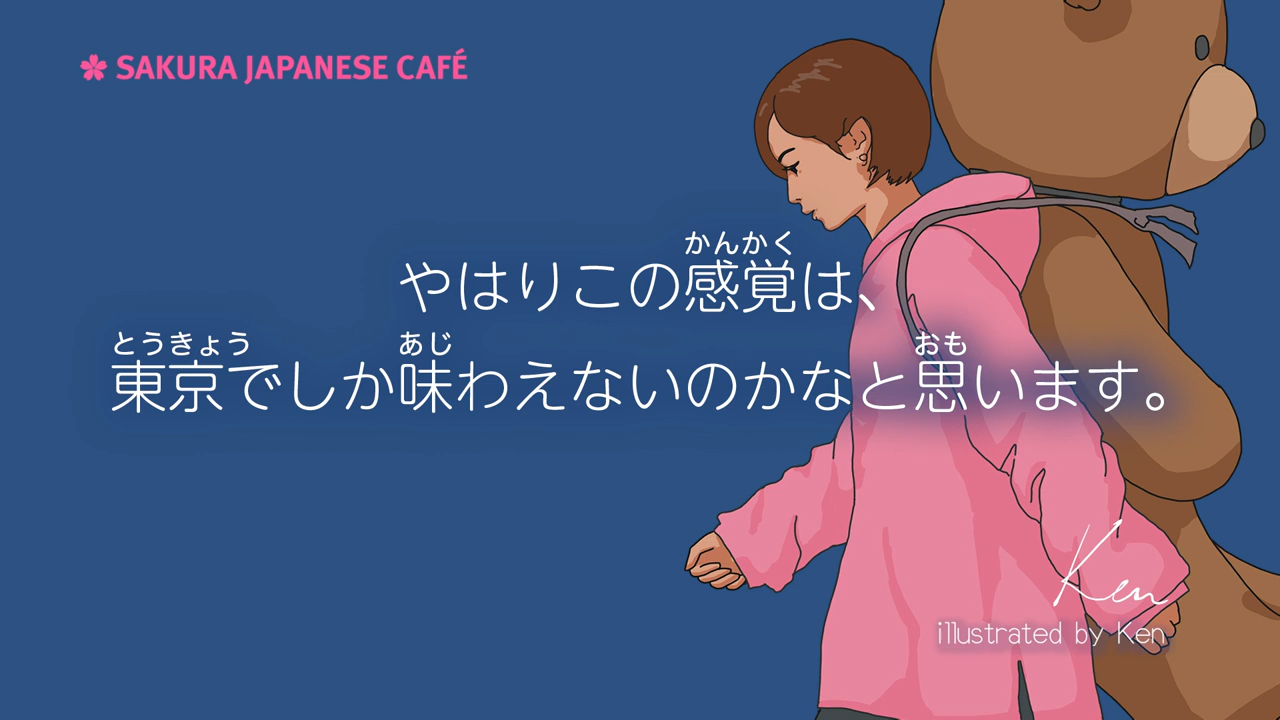 SAKURA JAPANESE CAFÉ
かんかく
やはりこの感覚は、
とうきょう あじ おも
東京でしか味わえないのかなと思います。
Ken
illustrated by Ken